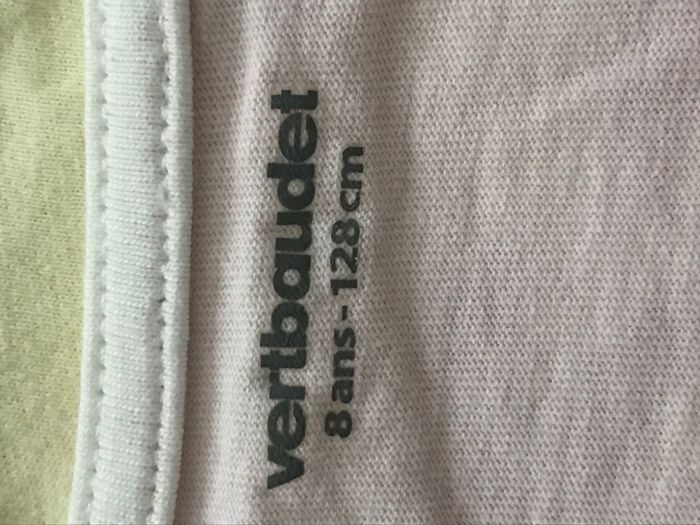 vertbaudet
8 ans - 128 cm